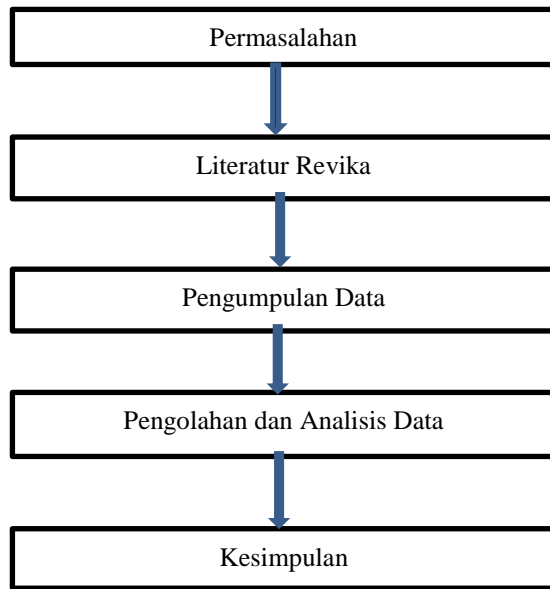 Permasalahan
Literatur Revika
Pengumpulan Data
Pengolahan dan Analisis Data
Kesimpulan